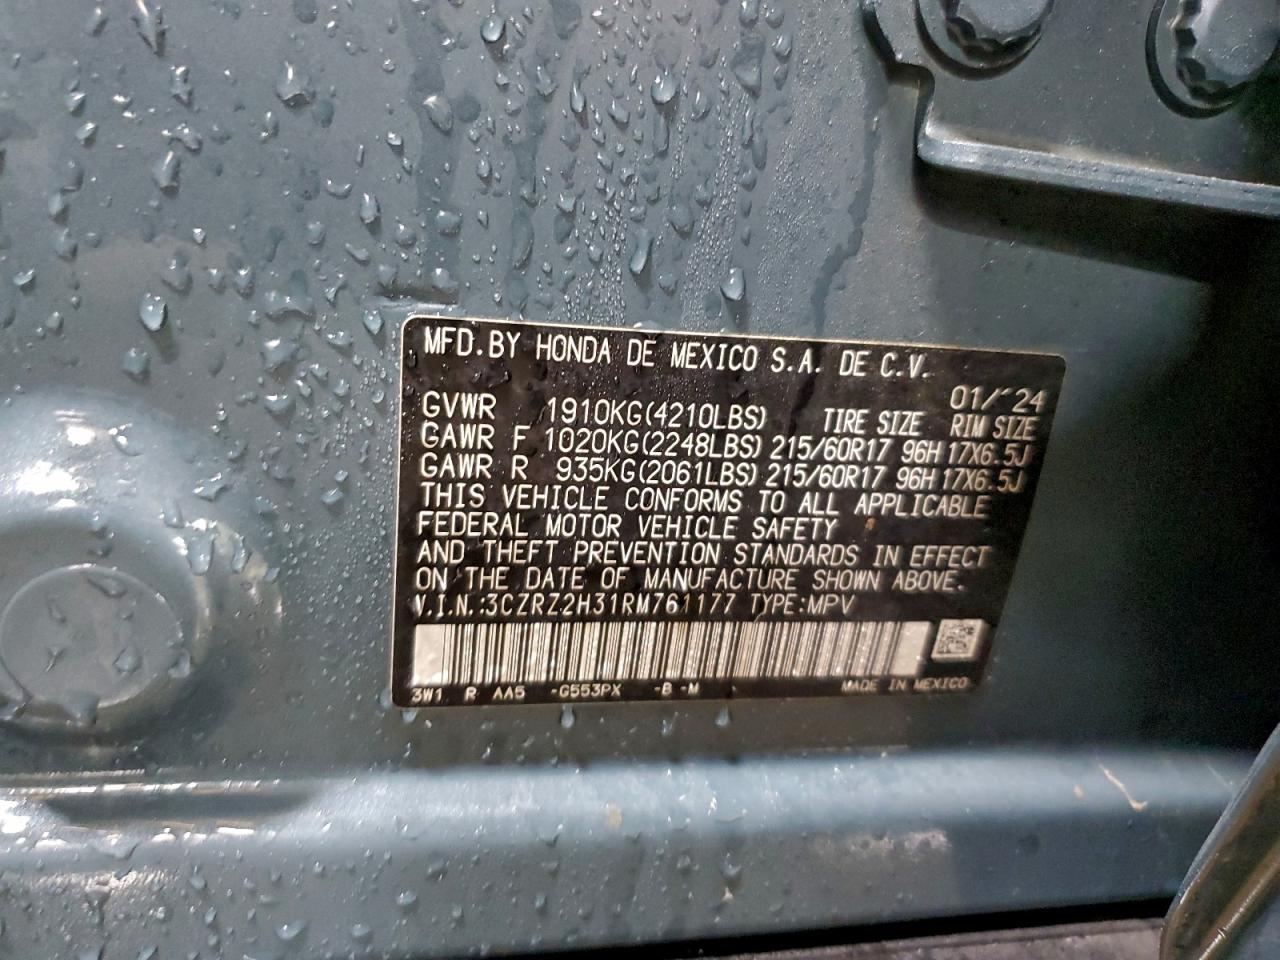 MFD. BY HONDA DE MEXICO S.A. DE C.V.
01/ 24
GVWR 1910KG(4210LBS) TIRE SIZE RIM SIZE
GAWR F 1020KG(2248LBS) 215/60R17 96H 17X6.5J
GAWR R 935KG(2061LBS) 215/60R17 96H 17X6.5J
THIS VEHICLE CONFORMS TO ALL APPLICABLE
FEDERAL MOTOR VEHICLE SAFETY
AND THEFT PREVENTION STANDARDS IN EFFECT
ON THE DATE OF MANUFACTURE SHOWN ABOVE.
V.I.N.:3CZRZ2H31RM761177 TYPE:MPV
3W1 R AA5 -G553PX -B -M MADE IN MEXICO